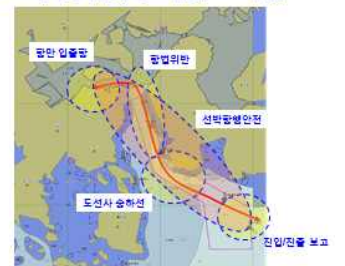 항만 입출항
항법위반
선박항행안전
도선사 승하선
진입/진출 보고